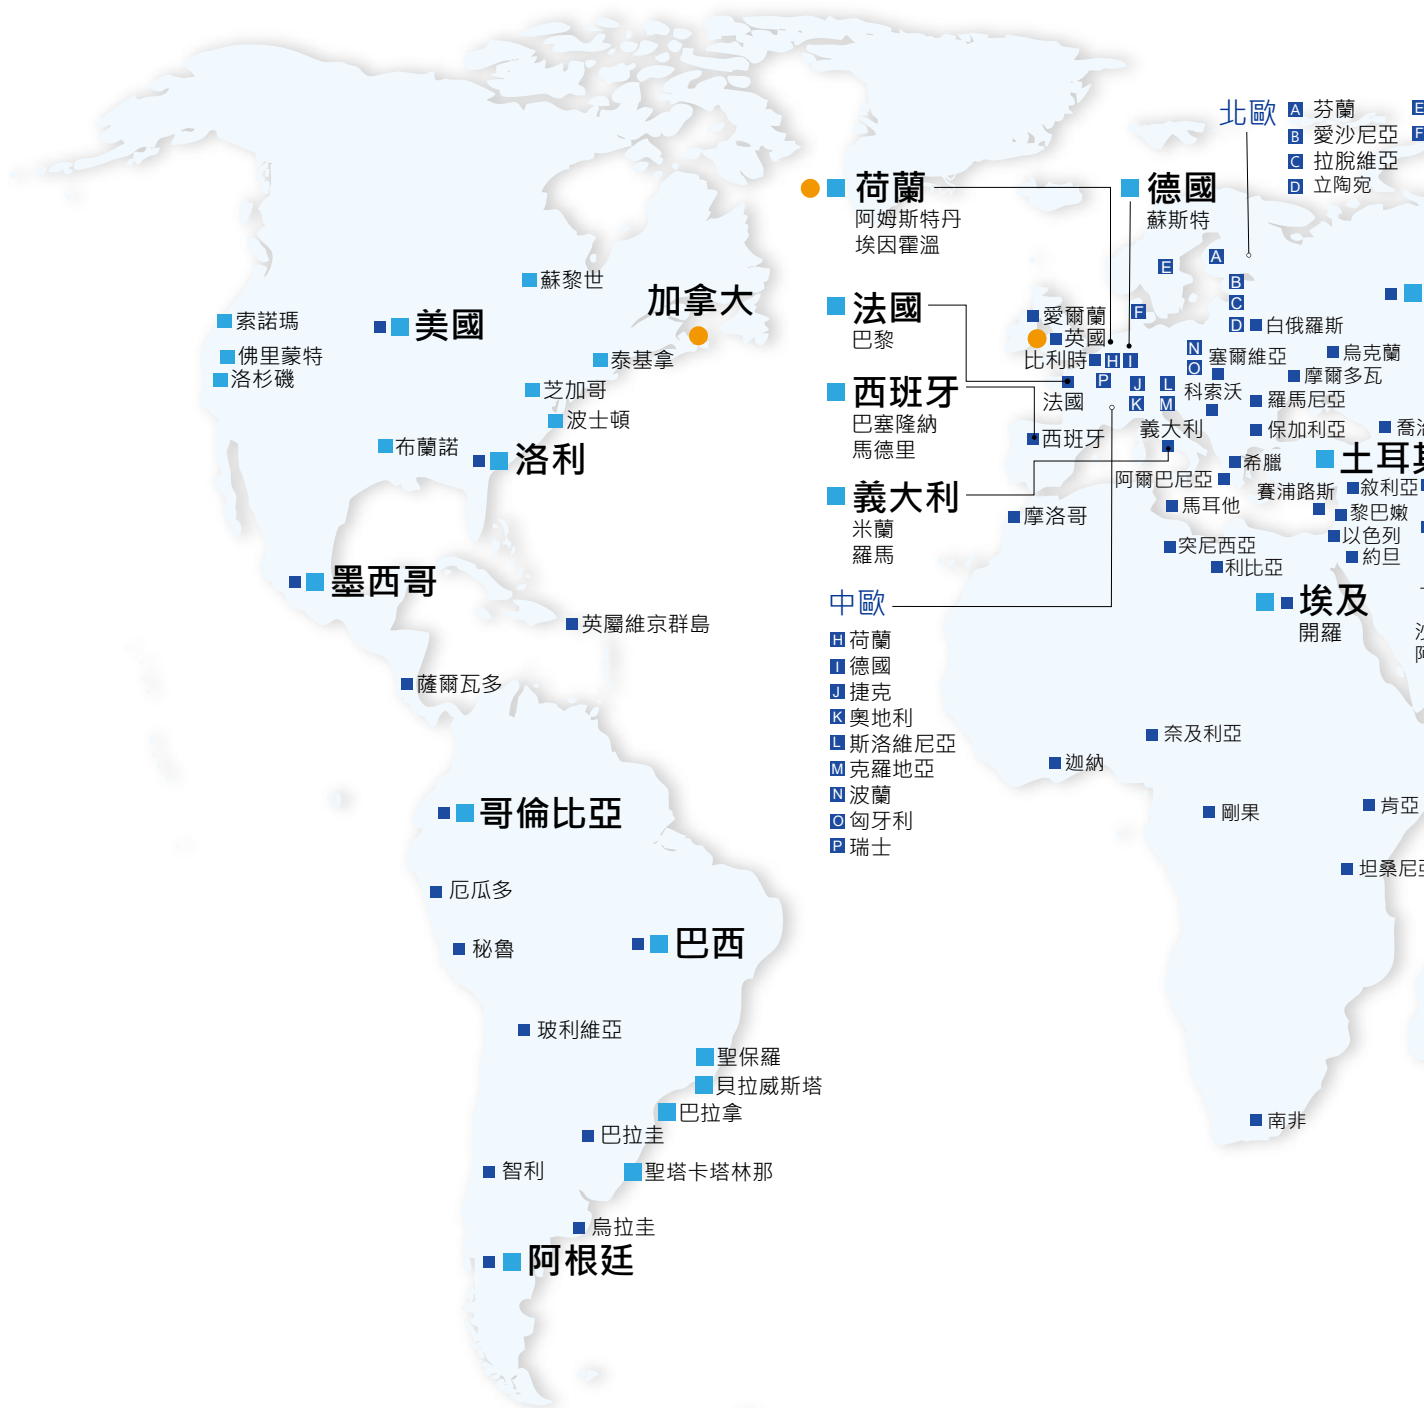 蘇黎世
加拿大
索諾瑪
美國
佛里蒙特
洛杉磯
泰基拿
芝加哥
波士頓
布蘭諾
洛利
墨西哥
英屬維京群島
薩爾瓦多
哥倫比亞
厄瓜多
秘魯
巴西
玻利維亞
聖保羅
貝拉威斯塔
巴拉拿
巴拉圭
智利
聖塔卡塔林那
烏拉圭
阿根廷
荷蘭
阿姆斯特丹
埃因霍溫
法國
巴黎
西班牙
巴塞隆納
馬德里
義大利
米蘭
羅馬
中歐
H 荷蘭
I 德國
J 捷克
K 奧地利
L 斯洛維尼亞
M 克羅地亞
N 波蘭
O 匈牙利
P 瑞士
德國
蘇斯特
北歐
A 芬蘭
B 愛沙尼亞
C 拉脫維亞
D 立陶宛
E
F
A
E
B
C
F
D
愛爾蘭
英國
比利時
H I
P
N
O
J L
K M
法國
白俄羅斯
塞爾維亞
烏克蘭
摩爾多瓦
科索沃
羅馬尼亞
義大利
保加利亞
西班牙
希臘
土耳
阿爾巴尼亞
賽浦路斯
敘利亞
馬耳他
黎巴嫩
摩洛哥
以色列
突尼西亞
約旦
利比亞
埃及
開羅
奈及利亞
迦納
剛果
肯亞
坦桑尼亞
南非